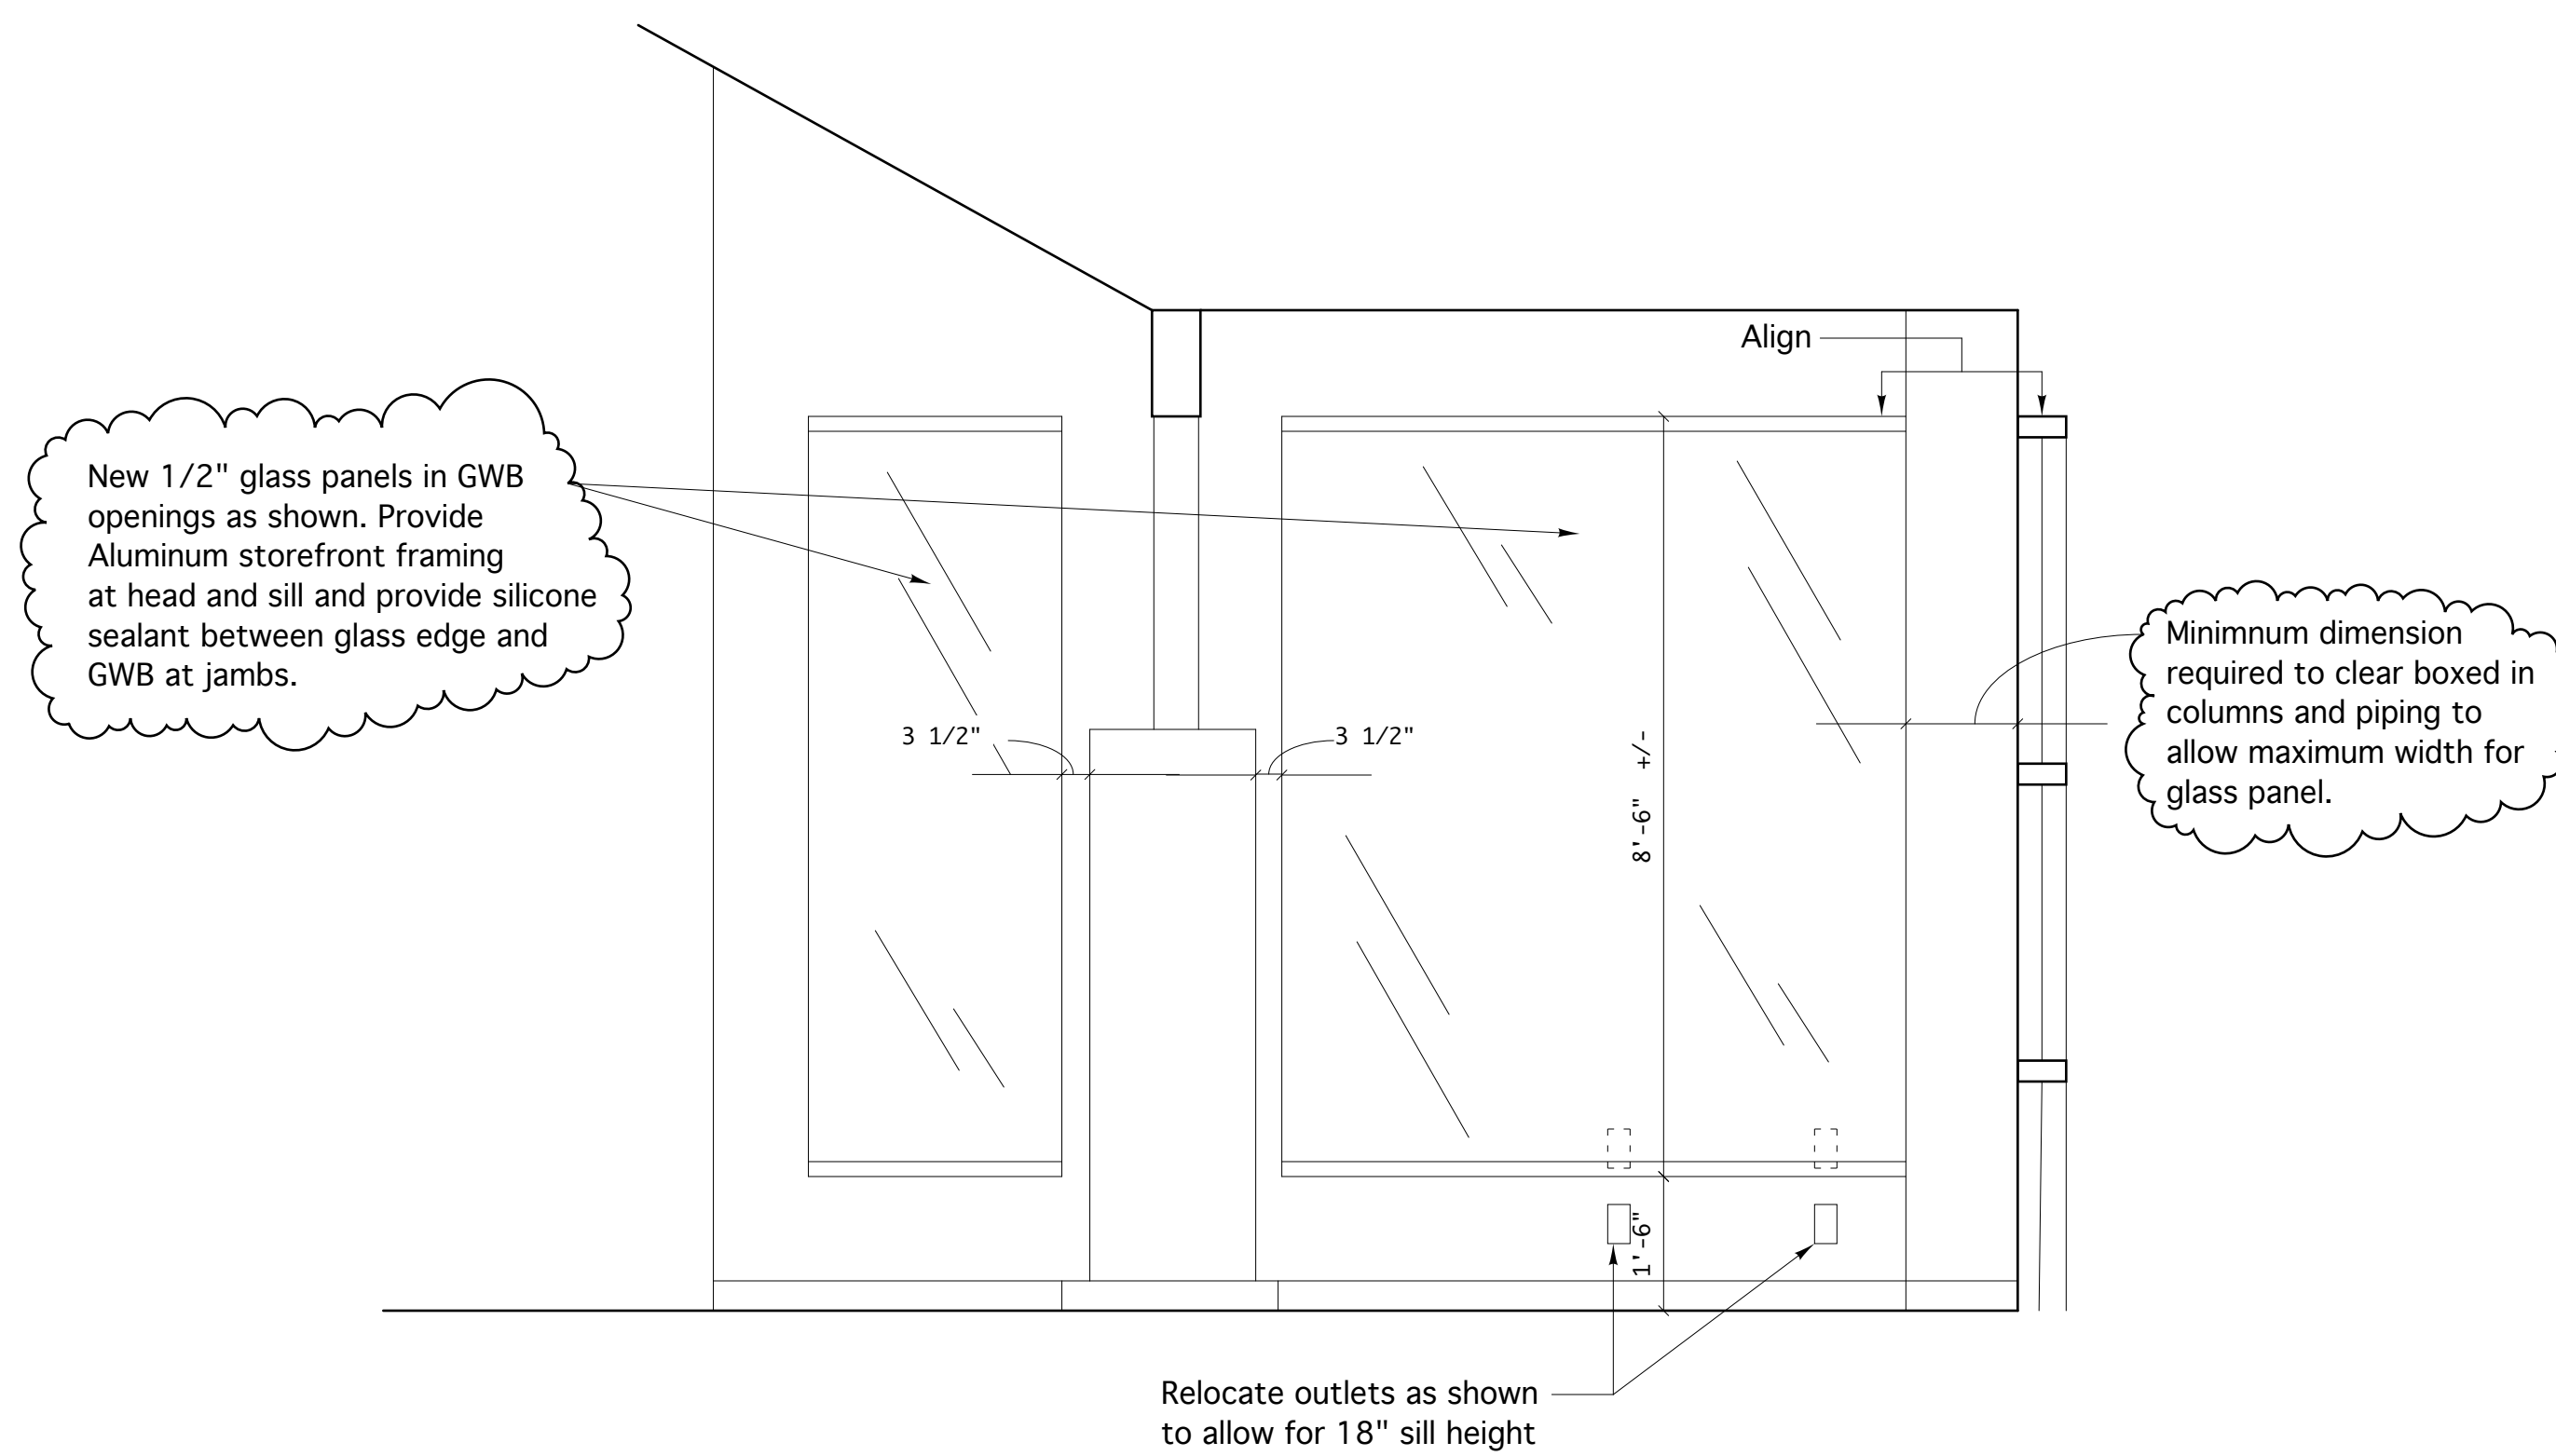 Align
New 1/2" glass panels in GWB
openings as shown. Provide
Aluminum storefront framing
at head and sill and provide silicone
sealant between glass edge and
GWB at jambs.
Minimnum dimension
required to clear boxed in
columns and piping to
allow maximum width for
glass panel.
3 1/2"
3 1/2"
8'-6" +/-
1'-6"
Relocate outlets as shown
to allow for 18" sill height